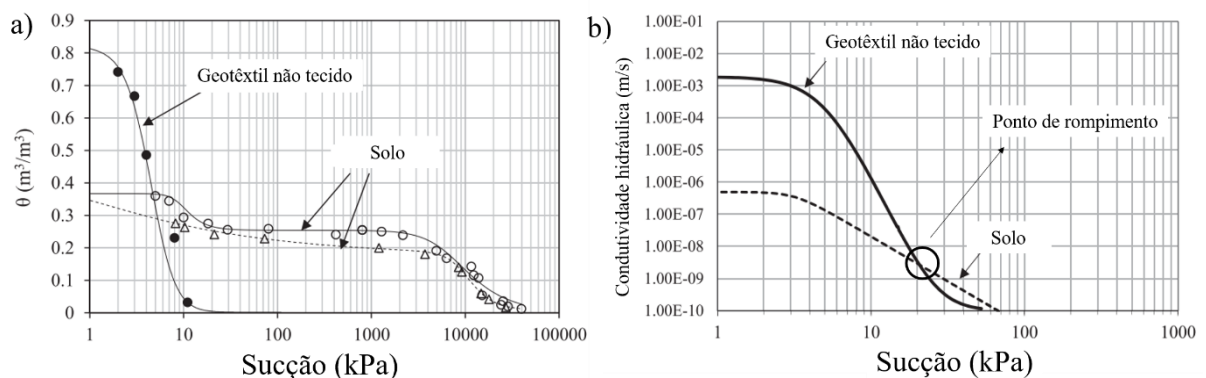 a)
θ (m³/m³)
0.9
0.8
0.7
0.6
0.5
0.4
0.3
0.2
0.1
0
Geotêxtil não tecido
Solo
1
10
100
1000
10000
100000
Sucção (kPa)
b)
Condutividade hidráulica (m/s)
1.00E-01
1.00E-02
1.00E-03
1.00E-04
1.00E-05
1.00E-06
1.00E-07
1.00E-08
1.00E-09
1.00E-10
Geotêxtil não tecido
Ponto de rompimento
Solo
1
10
100
1000
Sucção (kPa)